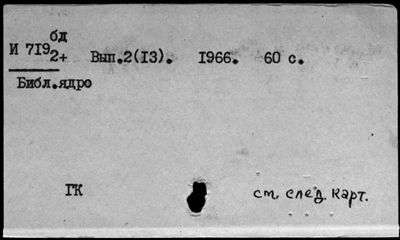 бд
И 719 2+ Вып.2(13). 1966. 60 с.
Библ.ядро
ГК см. след. карт.